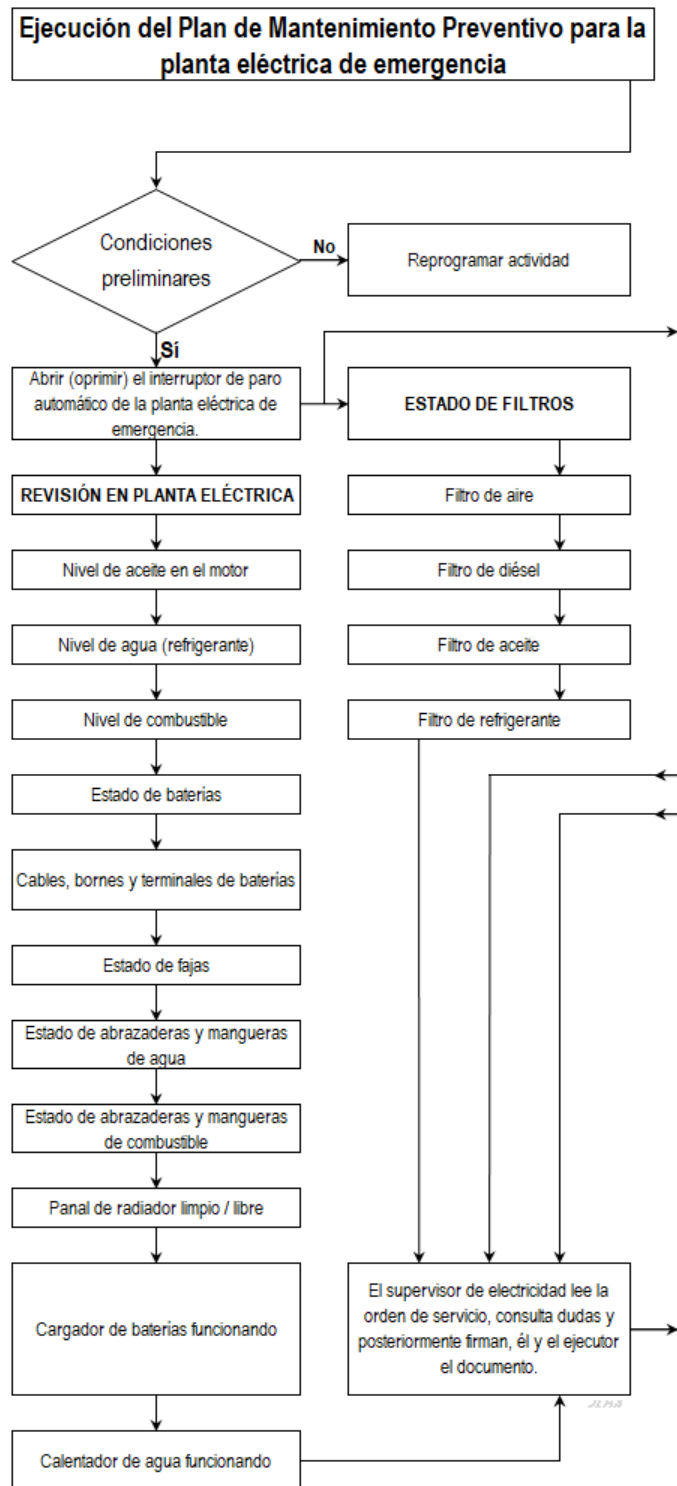 Ejecución del Plan de Mantenimiento Preventivo para la
planta eléctrica de emergencia
Condiciones
preliminares
No
Reprogramar actividad
Sí
Abrir (oprimir) el interruptor de paro
automático de la planta eléctrica de
emergencia.
ESTADO DE FILTROS
REVISIÓN EN PLANTA ELÉCTRICA
Filtro de aire
Nivel de aceite en el motor
Filtro de diésel
Nivel de agua (refrigerante)
Filtro de aceite
Nivel de combustible
Filtro de refrigerante
Estado de baterías
Cables, bornes y terminales de baterías
Estado de fajas
Estado de abrazaderas y mangueras
de agua
Estado de abrazaderas y mangueras
de combustible
Panal de radiador limpio / libre
Cargador de baterías funcionando
El supervisor de electricidad lee la
orden de servicio, consulta dudas y
posteriormente firman, él y el ejecutor
el documento.
JLMA
Calentador de agua funcionando